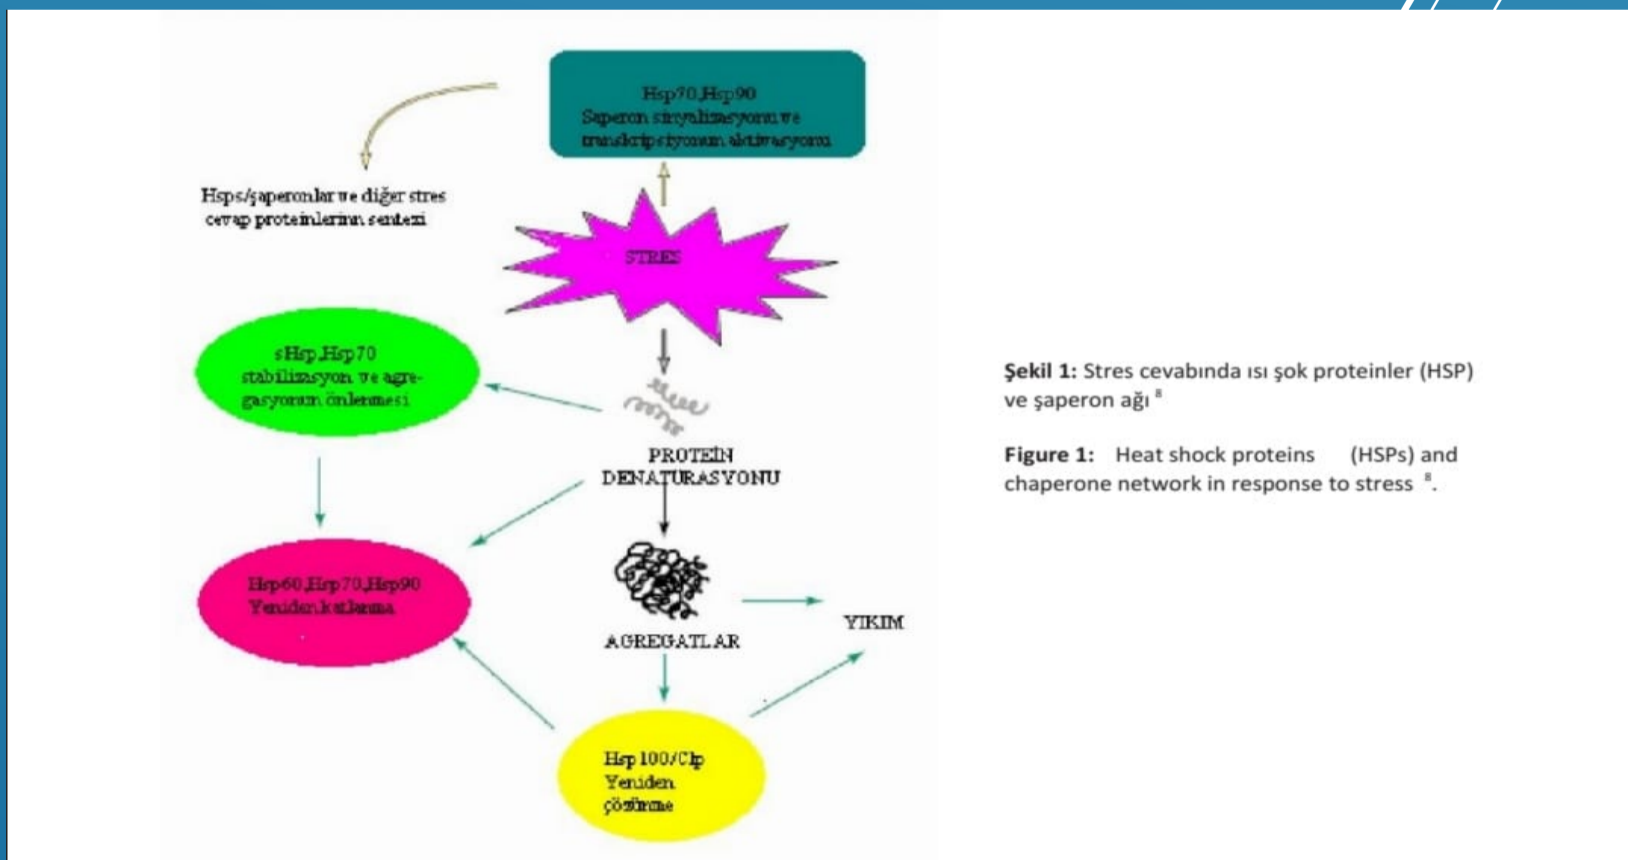 Hsp70,Hsp90
Şaperon sinyalizasyonu ve
transkripsiyonun aktivasyonu
Hsps/şaperonlar ve diğer stres
cevap proteinlerinin sentezi
STRES
sHsp,Hsp70
stabilizasyon ve agre-
gasyonun önlenmesi
PROTEİN
DENATURASYONU
Hsp60,Hsp70,Hsp90
Yeniden katlanma
AGREGATLAR
YIKIM
Hsp100/Clp
Yeniden
çözünme
Şekil 1: Stres cevabında ısı şok proteinler (HSP)
ve şaperon ağı 8
Figure 1: Heat shock proteins (HSPs) and
chaperone network in response to stress 8.